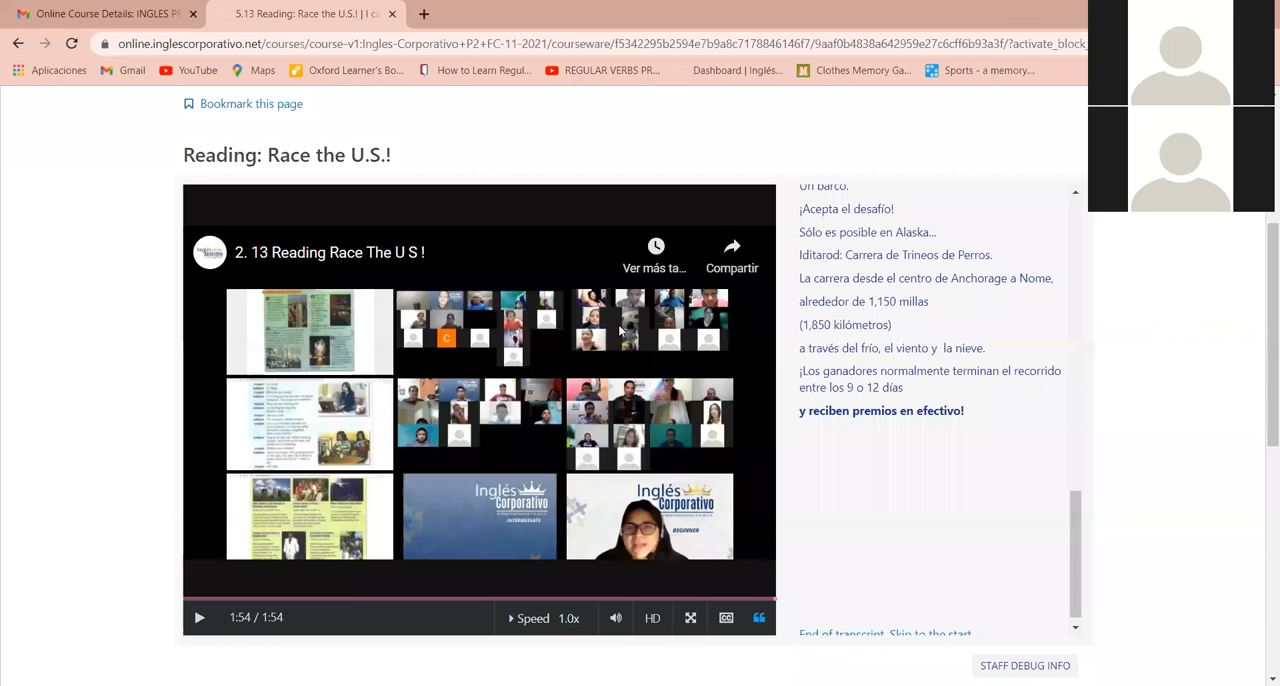 Online Course Details: INGLES PR
5.13 Reading: Race the U.S.! | I ca
online.inglescorporativo.net/courses/course-v1:Ingles-Corporativo+P2+FC-11-2021/courseware/f5342295b2594e7b9a8c7178846146f7/9aaf0b4838a642959e27c6cff6b93a3f/?activate_block_
Aplicaciones
Gmail
YouTube
Maps
Oxford Learner's Bo...
How to Learn Regul...
REGULAR VERBS PR...
Dashboard | Inglés...
Clothes Memory Ga...
Sports - a memory...
Bookmark this page
Reading: Race the U.S.!
2. 13 Reading Race The U S !
Ver más ta...
Compartir
C
Inglés
Corporativo
INTERMEDIATE
Inglés
Corporativo
BEGINNER
1:54 / 1:54
Speed 1.0x
HD
Un barco.
¡Acepta el desafío!
Sólo es posible en Alaska...
Iditarod: Carrera de Trineos de Perros.
La carrera desde el centro de Anchorage a Nome,
alrededor de 1,150 millas
(1,850 kilómetros)
a través del frío, el viento y la nieve.
¡Los ganadores normalmente terminan el recorrido
entre los 9 o 12 días
y reciben premios en efectivo!
End of transcript. Skip to the start.
STAFF DEBUG INFO